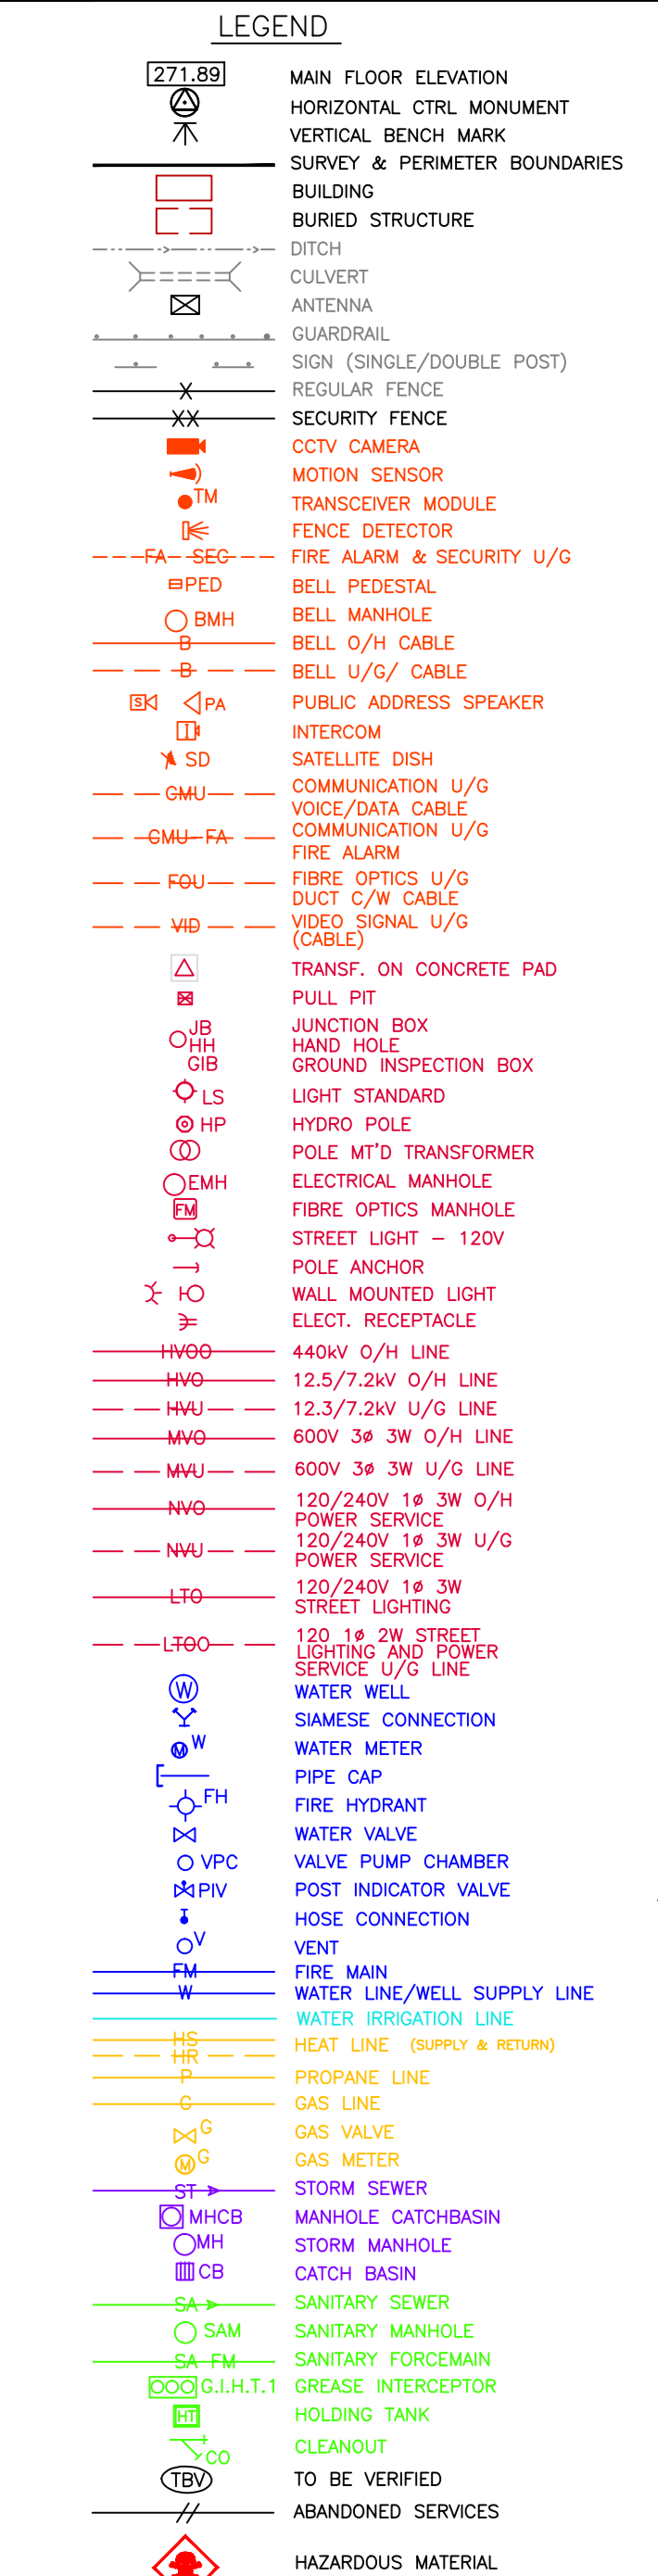 LEGEND
271.89 MAIN FLOOR ELEVATION
HORIZONTAL CTRL MONUMENT
VERTICAL BENCH MARK
SURVEY & PERIMETER BOUNDARIES
BUILDING
BURIED STRUCTURE
DITCH
CULVERT
ANTENNA
GUARDRAIL
SIGN (SINGLE/DOUBLE POST)
X REGULAR FENCE
XX SECURITY FENCE
CCTV CAMERA
MOTION SENSOR
TM TRANSCEIVER MODULE
FENCE DETECTOR
FA SEC FIRE ALARM & SECURITY U/G
PED BELL PEDESTAL
BMH BELL MANHOLE
B BELL O/H CABLE
B BELL U/G/ CABLE
S PA PUBLIC ADDRESS SPEAKER
I INTERCOM
SD SATELLITE DISH
CMU COMMUNICATION U/G
VOICE/DATA CABLE
CMU-FA COMMUNICATION U/G
FIRE ALARM
FOU FIBRE OPTICS U/G
DUCT C/W CABLE
VID VIDEO SIGNAL U/G
(CABLE)
TRANSF. ON CONCRETE PAD
PULL PIT
JB JUNCTION BOX
HH HAND HOLE
GIB GROUND INSPECTION BOX
LS LIGHT STANDARD
HP HYDRO POLE
POLE MT'D TRANSFORMER
EMH ELECTRICAL MANHOLE
FM FIBRE OPTICS MANHOLE
STREET LIGHT - 120V
POLE ANCHOR
WALL MOUNTED LIGHT
ELECT. RECEPTACLE
HVOO 440kV O/H LINE
HVO 12.5/7.2kV O/H LINE
HVU 12.3/7.2kV U/G LINE
MVO 600V 3ø 3W O/H LINE
MVU 600V 3ø 3W U/G LINE
NVO 120/240V 1ø 3W O/H
POWER SERVICE
NVU 120/240V 1ø 3W U/G
POWER SERVICE
LTO 120/240V 1ø 3W
STREET LIGHTING
LTOO 120 1ø 2W STREET
LIGHTING AND POWER
SERVICE U/G LINE
W WATER WELL
SIAMESE CONNECTION
M W WATER METER
PIPE CAP
FH FIRE HYDRANT
WATER VALVE
VPC VALVE PUMP CHAMBER
PIV POST INDICATOR VALVE
HOSE CONNECTION
V VENT
FM FIRE MAIN
W WATER LINE/WELL SUPPLY LINE
WATER IRRIGATION LINE
HS
HEAT LINE (SUPPLY & RETURN)
HR
P PROPANE LINE
G GAS LINE
G GAS VALVE
M G GAS METER
ST STORM SEWER
MHCB MANHOLE CATCHBASIN
MH STORM MANHOLE
CB CATCH BASIN
SA SANITARY SEWER
SAM SANITARY MANHOLE
SA FM SANITARY FORCEMAIN
G.I.H.T.1 GREASE INTERCEPTOR
HT HOLDING TANK
CO CLEANOUT
TBV TO BE VERIFIED
ABANDONED SERVICES
HAZARDOUS MATERIAL